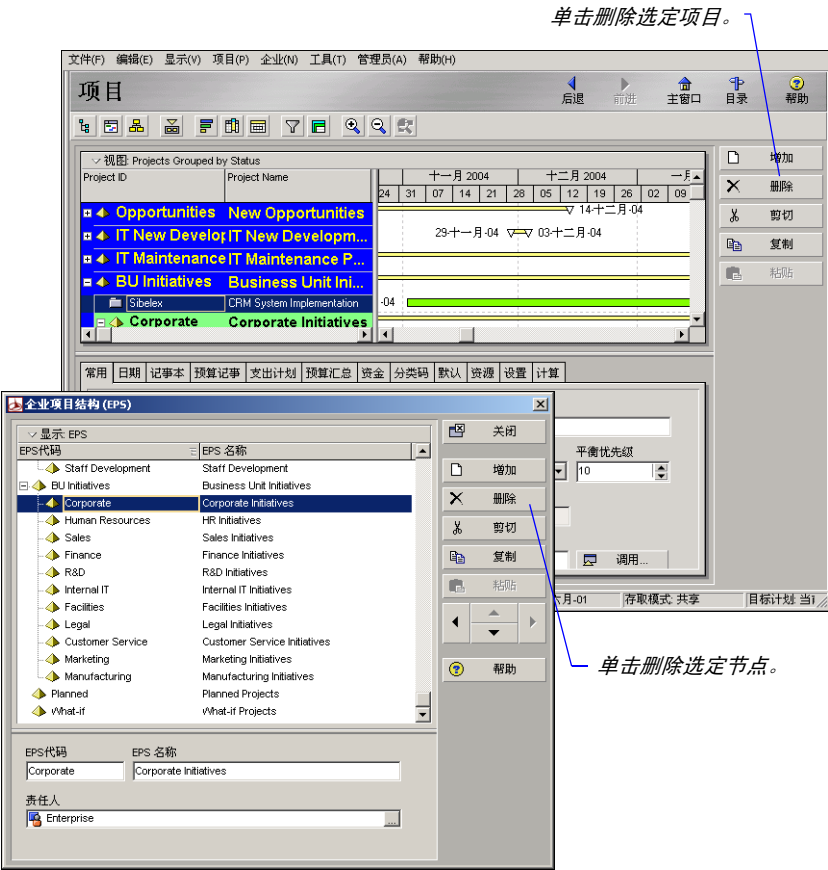 单击删除选定项目。
文件(F) 编辑(E) 显示(V) 项目(P) 企业(N) 工具(T) 管理员(A) 帮助(H)
项目
后退 前进 主窗口 目录 帮助
视图: Projects Grouped by Status
Project ID Project Name
十一月 2004 十二月 2004 一月
24 31 07 14 21 28 05 12 19 26 02 09
Opportunities New Opportunities 14-十二月-04
IT New Develop IT New Developm... 29-十一月-04 03-十二月-04
IT Maintenance IT Maintenance P...
BU Initiatives Business Unit Ini...
Sibelex CRM System Implementation -04
Corporate Corporate Initiatives
增加
删除
剪切
复制
粘贴
常用 日期 记事本 预算记事 支出计划 预算汇总 资金 分类码 默认 资源 设置 计算
平衡优先级
10
调用...
六月-01 存取模式: 共享 目标计划: 当前
企业项目结构 (EPS)
显示: EPS
EPS代码 EPS 名称
Staff Development Staff Development
BU Initiatives Business Unit Initiatives
Corporate Corporate Initiatives
Human Resources HR Initiatives
Sales Sales Initiatives
Finance Finance Initiatives
R&D R&D Initiatives
Internal IT Internal IT Initiatives
Facilities Facilities Initiatives
Legal Legal Initiatives
Customer Service Customer Service Initiatives
Marketing Marketing Initiatives
Manufacturing Manufacturing Initiatives
Planned Planned Projects
What-if What-if Projects
关闭
增加
删除
剪切
复制
粘贴
帮助
EPS代码 EPS 名称
Corporate Corporate Initiatives
责任人
Enterprise
...
单击删除选定节点。